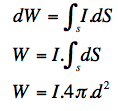 dW = ∫ₛ I.dS
W = I.∫ₛ dS
W = I.4π.d²